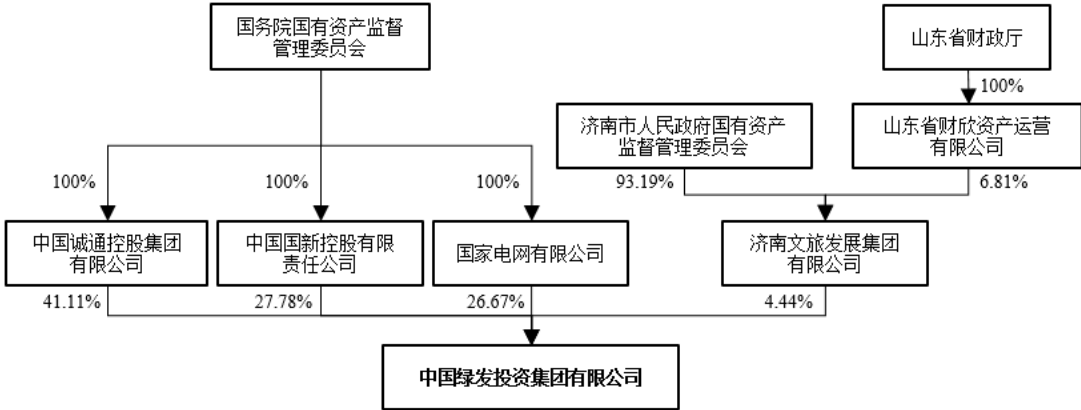 国务院国有资产监督
管理委员会
山东省财政厅
100%
济南市人民政府国有资产
监督管理委员会
山东省财欣资产运营
有限公司
100%
100%
100%
93.19%
6.81%
中国诚通控股集团
有限公司
中国国新控股有限
责任公司
国家电网有限公司
济南文旅发展集团
有限公司
41.11%
27.78%
26.67%
4.44%
中国绿发投资集团有限公司